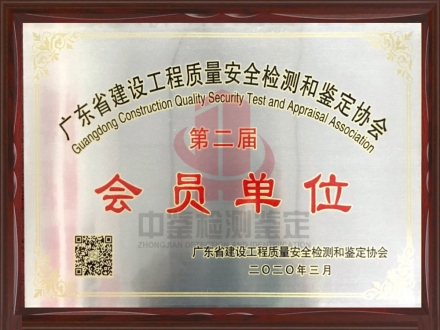 广东省建设工程质量安全检测和鉴定协会
Guangdong Construction Quality Security Test and Appraisal Association
第二届
会员单位
中鉴检测鉴定
广东省建设工程质量安全检测和鉴定协会
二〇二〇年三月